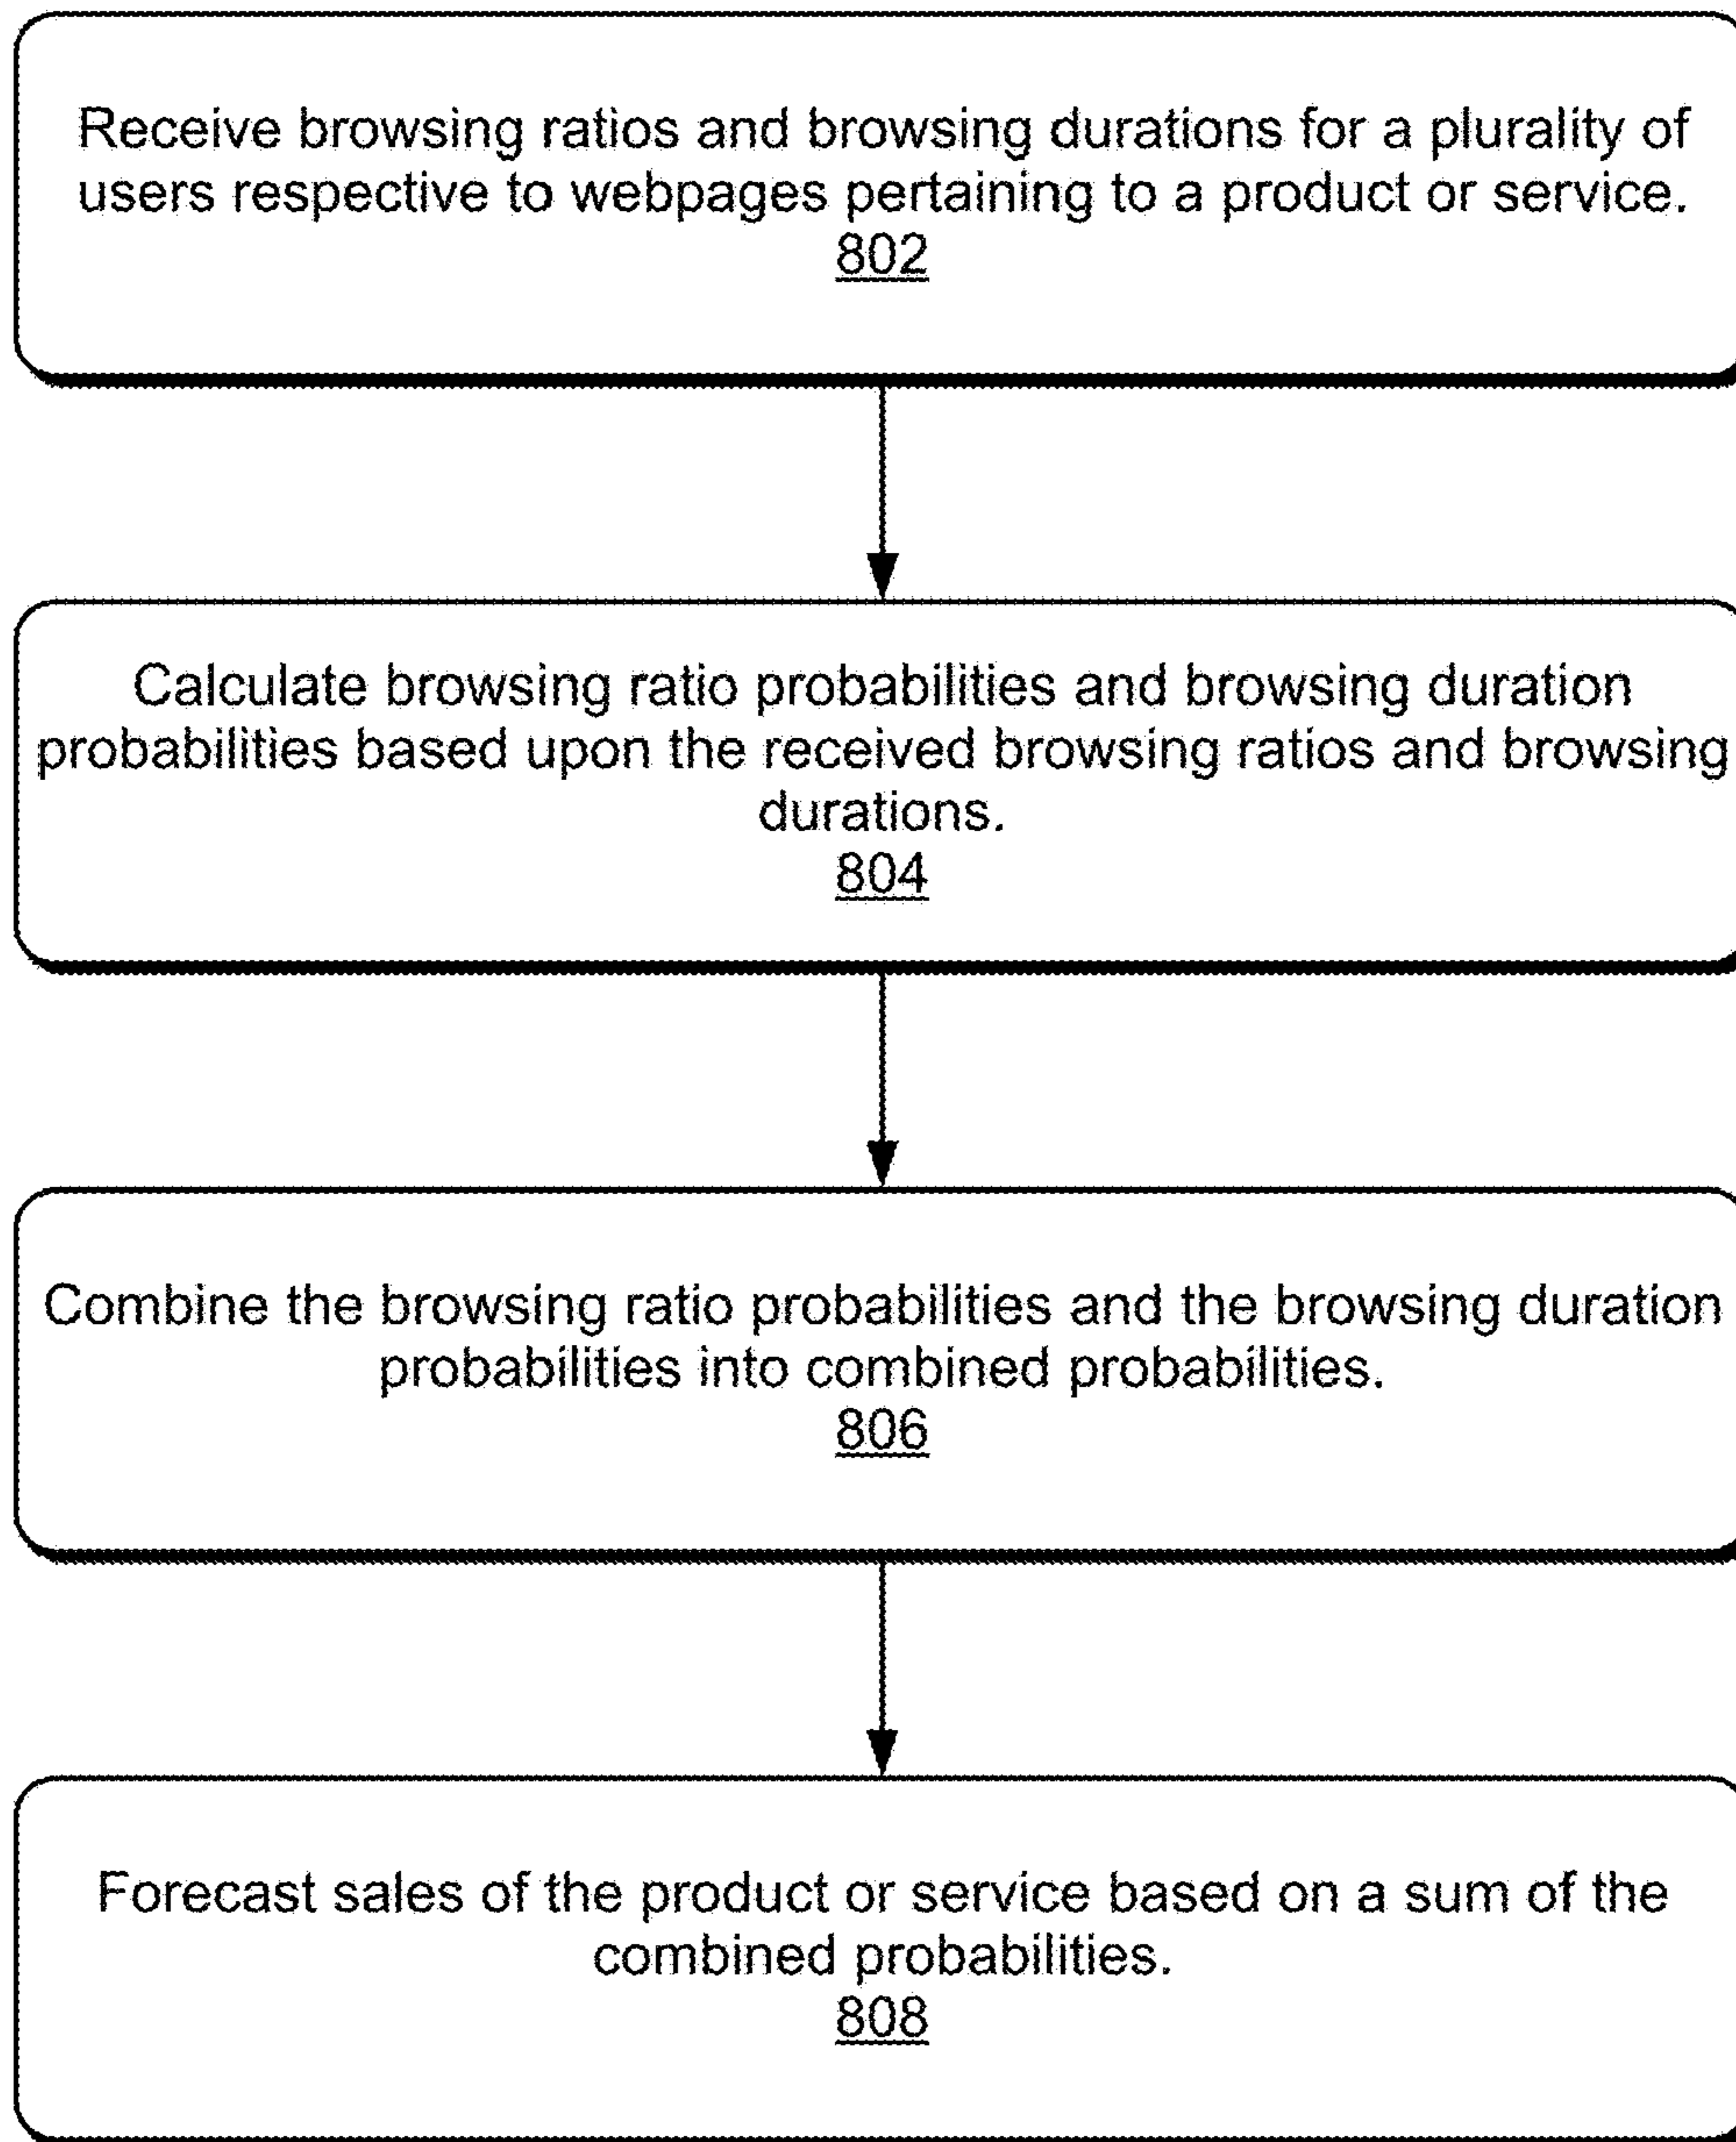 Receive browsing ratios and browsing durations for a plurality of
users respective to webpages pertaining to a product or service.
802
Calculate browsing ratio probabilities and browsing duration
probabilities based upon the received browsing ratios and browsing
durations.
804
Combine the browsing ratio probabilities and the browsing duration
probabilities into combined probabilities.
806
Forecast sales of the product or service based on a sum of the
combined probabilities.
808